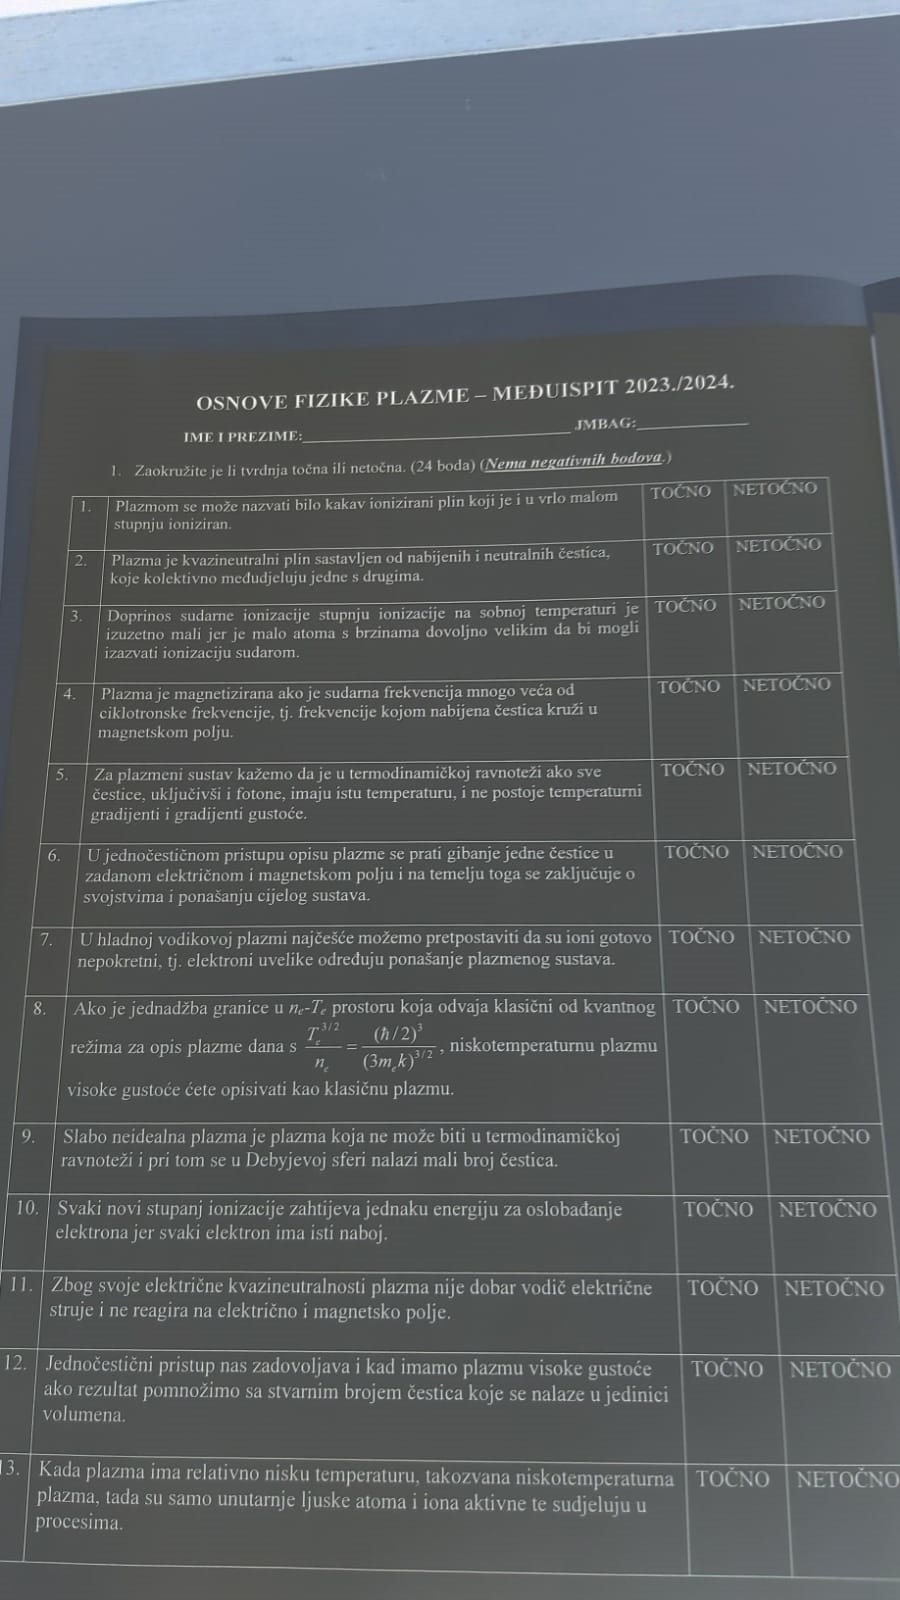 OSNOVE FIZIKE PLAZME – MEĐUISPIT 2023./2024.
IME I PREZIME:____________________ JMBAG:____________
1. Zaokružite je li tvrdnja točna ili netočna. (24 boda) (Nema negativnih bodova.)
1. Plazmom se može nazvati bilo kakav ionizirani plin koji je i u vrlo malom TOČNO NETOČNO
stupnju ioniziran.
2. Plazma je kvazineutralni plin sastavljen od nabijenih i neutralnih čestica, TOČNO NETOČNO
koje kolektivno međudjeluju jedne s drugima.
3. Doprinos sudarne ionizacije stupnju ionizacije na sobnoj temperaturi je TOČNO NETOČNO
izuzetno mali jer je malo atoma s brzinama dovoljno velikim da bi mogli
izazvati ionizaciju sudarom.
4. Plazma je magnetizirana ako je sudarna frekvencija mnogo veća od TOČNO NETOČNO
ciklotronske frekvencije, tj. frekvencije kojom nabijena čestica kruži u
magnetskom polju.
5. Za plazmeni sustav kažemo da je u termodinamičkoj ravnoteži ako sve TOČNO NETOČNO
čestice, uključivši i fotone, imaju istu temperaturu, i ne postoje temperaturni
gradijenti i gradijenti gustoće.
6. U jednočestičnom pristupu opisu plazme se prati gibanje jedne čestice u TOČNO NETOČNO
zadanom električnom i magnetskom polju i na temelju toga se zaključuje o
svojstvima i ponašanju cijelog sustava.
7. U hladnoj vodikovoj plazmi najčešće možemo pretpostaviti da su ioni gotovo TOČNO NETOČNO
nepokretni, tj. elektroni uvelike određuju ponašanje plazmenog sustava.
8. Ako je jednadžba granice u nₑ-Tₑ prostoru koja odvaja klasični od kvantnog TOČNO NETOČNO
režima za opis plazme dana s Tₑ^3/2 / nₑ = (ħ/2)³ / (3mₑk)^3/2 , niskotemperaturnu plazmu
visoke gustoće ćete opisivati kao klasičnu plazmu.
9. Slabo neidealna plazma je plazma koja ne može biti u termodinamičkoj TOČNO NETOČNO
ravnoteži i pri tom se u Debyjevoj sferi nalazi mali broj čestica.
10. Svaki novi stupanj ionizacije zahtijeva jednaku energiju za oslobađanje TOČNO NETOČNO
elektrona jer svaki elektron ima isti naboj.
11. Zbog svoje električne kvazineutralnosti plazma nije dobar vodič električne TOČNO NETOČNO
struje i ne reagira na električno i magnetsko polje.
12. Jednočestični pristup nas zadovoljava i kad imamo plazmu visoke gustoće TOČNO NETOČNO
ako rezultat pomnožimo sa stvarnim brojem čestica koje se nalaze u jedinici
volumena.
13. Kada plazma ima relativno nisku temperaturu, takozvana niskotemperaturna TOČNO NETOČNO
plazma, tada su samo unutarnje ljuske atoma i iona aktivne te sudjeluju u
procesima.